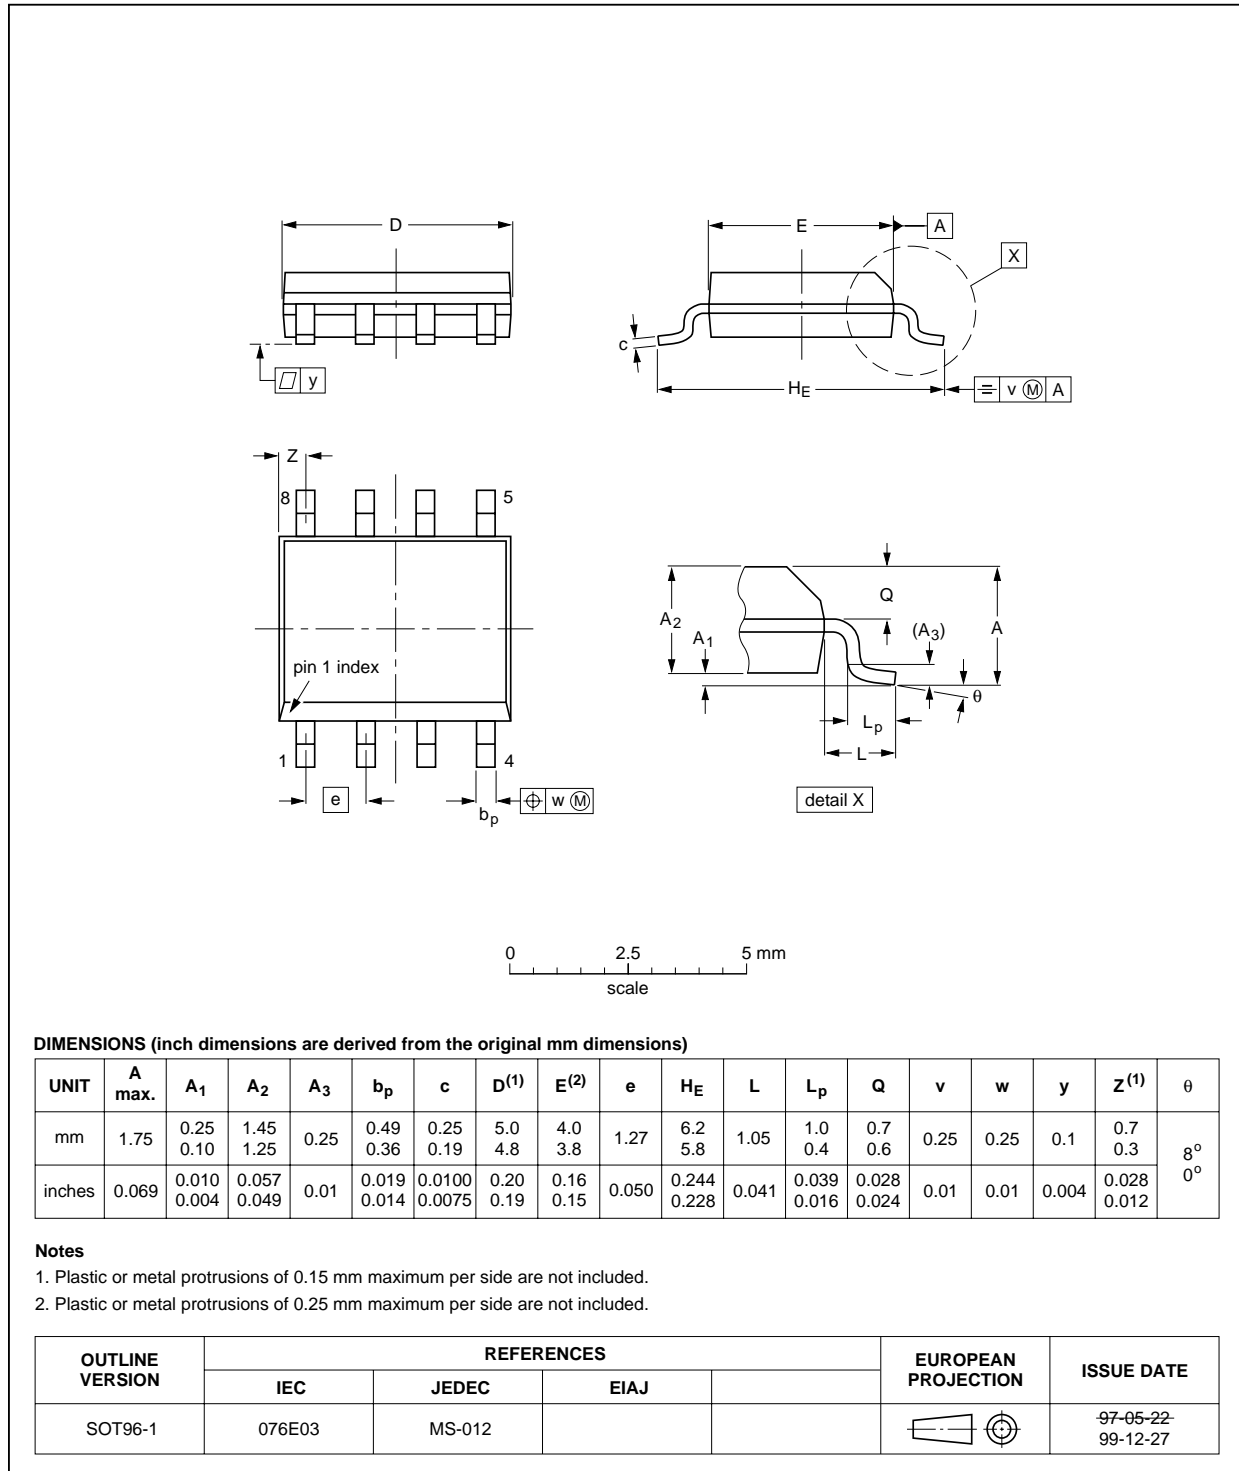 D
E
A
X
c
y
HE
v M A
Z
8
5
pin 1 index
1
4
e
bp
w M
A2
A1
Q
(A3)
A
θ
Lp
L
detail X
0 2.5 5 mm
scale
DIMENSIONS (inch dimensions are derived from the original mm dimensions)
UNIT A max. A1 A2 A3 bp c D(1) E(2) e HE L Lp Q v w y Z(1) θ
mm 1.75 0.25 0.10 1.45 1.25 0.25 0.49 0.36 0.25 0.19 5.0 4.8 4.0 3.8 1.27 6.2 5.8 1.05 1.0 0.4 0.7 0.6 0.25 0.25 0.1 0.7 0.3 8° 0°
inches 0.069 0.010 0.004 0.057 0.049 0.01 0.019 0.014 0.0100 0.0075 0.20 0.19 0.16 0.15 0.050 0.244 0.228 0.041 0.039 0.016 0.028 0.024 0.01 0.01 0.004 0.028 0.012
Notes
1. Plastic or metal protrusions of 0.15 mm maximum per side are not included.
2. Plastic or metal protrusions of 0.25 mm maximum per side are not included.
OUTLINE VERSION REFERENCES EUROPEAN PROJECTION ISSUE DATE
IEC JEDEC EIAJ
SOT96-1 076E03 MS-012 97-05-22
99-12-27